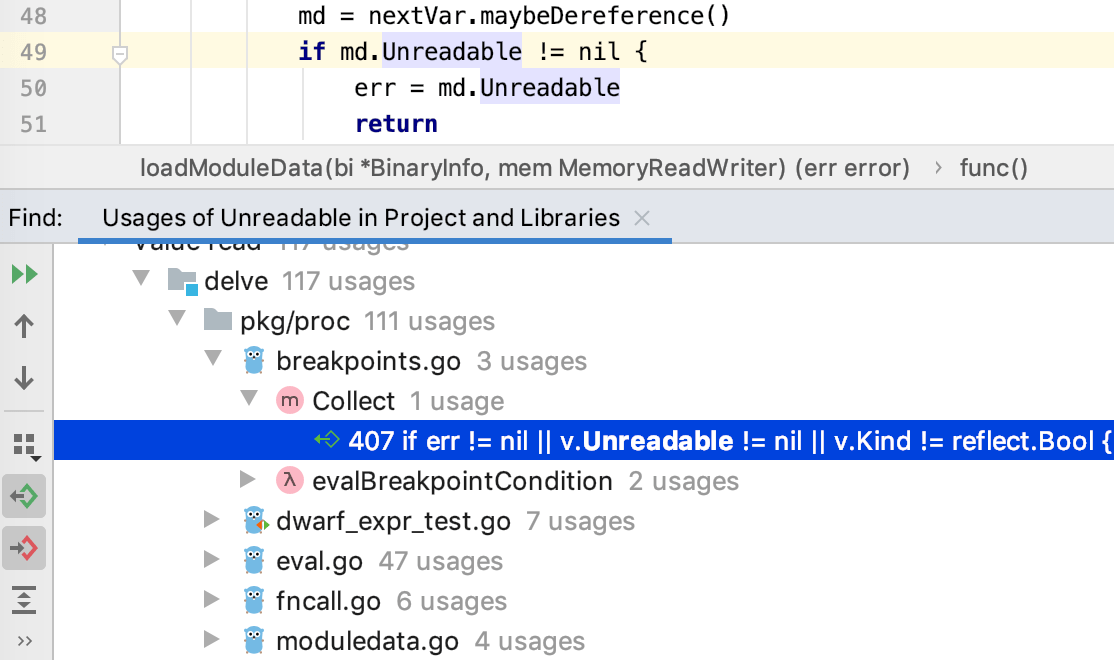 48 md = nextVar.maybeDereference()
49 if md.Unreadable != nil {
50 err = md.Unreadable
51 return
loadModuleData(bi *BinaryInfo, mem MemoryReadWriter) (err error) › func()
Find: Usages of Unreadable in Project and Libraries ×
Value read 117 usages
delve 117 usages
pkg/proc 111 usages
breakpoints.go 3 usages
m Collect 1 usage
407 if err != nil || v.Unreadable != nil || v.Kind != reflect.Bool {
λ evalBreakpointCondition 2 usages
dwarf_expr_test.go 7 usages
eval.go 47 usages
fncall.go 6 usages
moduledata.go 4 usages